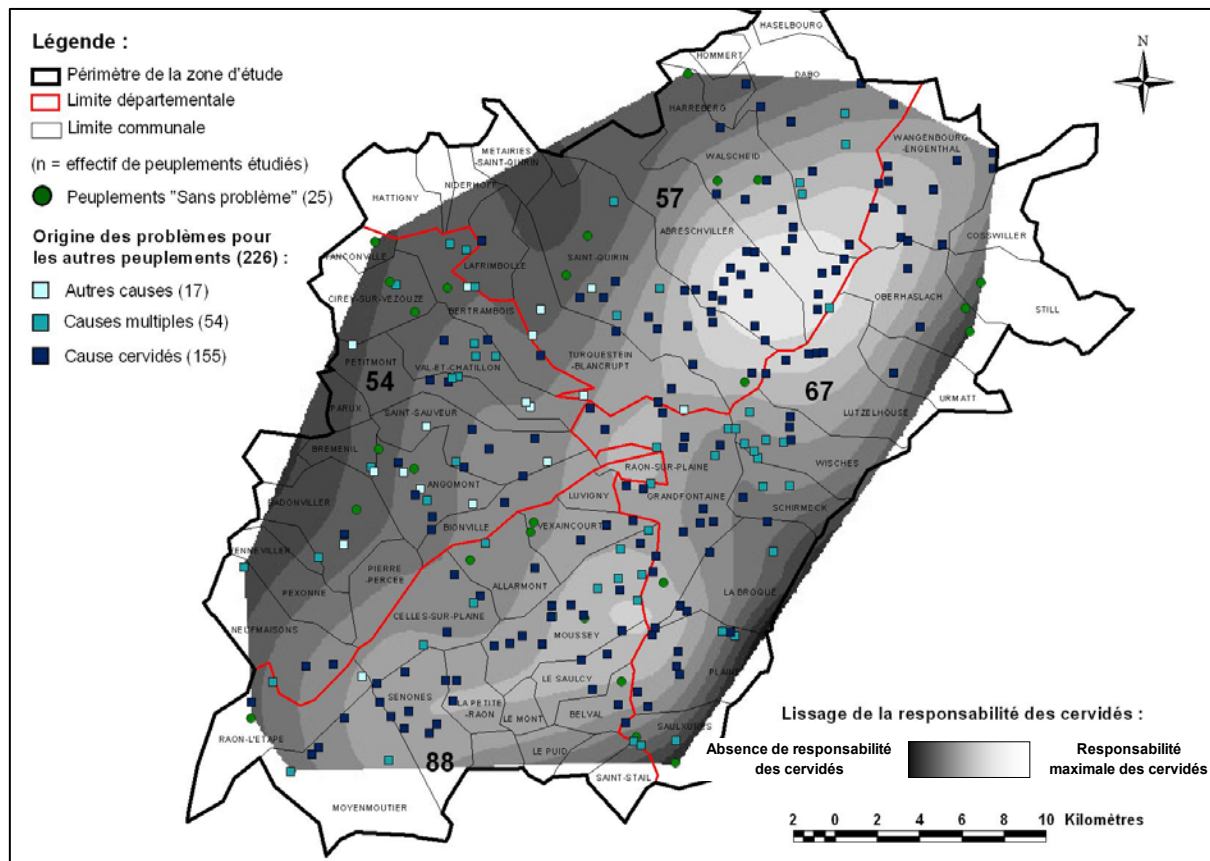 Légende :
Périmètre de la zone d'étude
Limite départementale
Limite communale
(n = effectif de peuplements étudiés)
Peuplements "Sans problème" (25)
Origine des problèmes pour
les autres peuplements (226) :
Autres causes (17)
Causes multiples (54)
Cause cervidés (155)
N
HASELBOURG
HOMMERT
DABO
HARREBERG
WANGENBOURG
-ENGENTHAL
METAIRIES
-SAINT-QUIRIN
WALSCHEID
NIDERHOFF
HATTIGNY
57
ABRESCHVILLER
COSSWILLER
SAINT-QUIRIN
LAFRIMBOLLE
CIREY-SUR-VEZOUZE
OBERHASLACH
STILL
BERTRAMBOIS
PETITMONT
VAL-ET-CHATILLON
TURQUESTEIN
-BLANCRUPT
54
67
URMATT
PARUX
SAINT-SAUVEUR
LUTZELHOUSE
BREMENIL
WISCHES
RAON-SUR-PLAINE
ANGOMONT
LUVIGNY
GRANDFONTAINE
BADONVILLER
SCHIRMECK
BIONVILLE
VEXAINCOURT
FENNEVILLER
PIERRE
-PERCEE
ALLARMONT
PEXONNE
LA BROQUE
CELLES-SUR-PLAINE
NEUFMAISONS
MOUSSEY
PLAINE
LE SAULCY
SENONES
LA PETITE
-RAON
LE MONT
BELVAL
SAULXURES
RAON-L'ETAPE
LE PUID
88
SAINT-STAIL
MOYENMOUTIER
Lissage de la responsabilité des cervidés :
Absence de responsabilité
des cervidés
Responsabilité
maximale des cervidés
2 0 2 4 6 8 10 Kilomètres